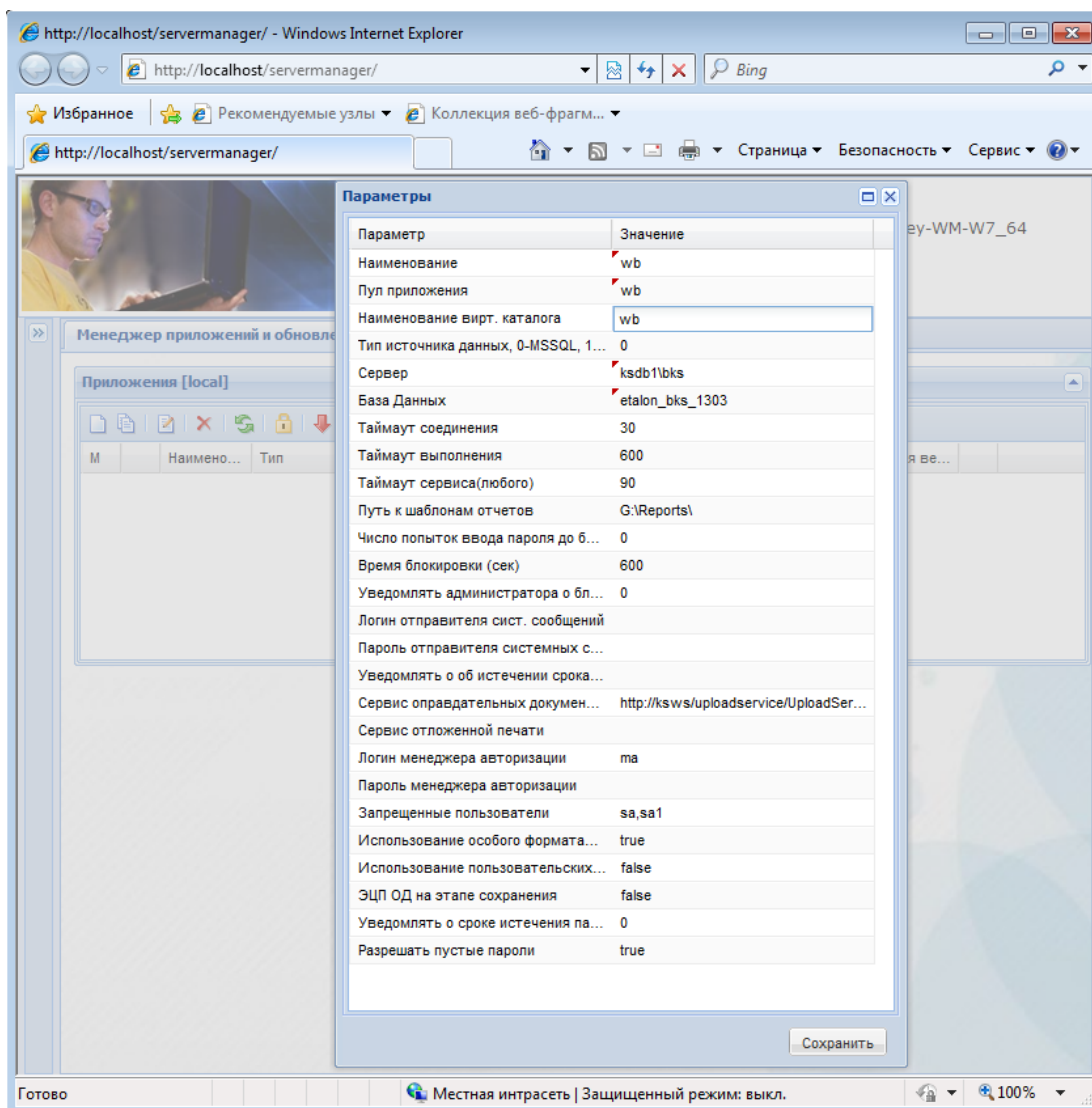 http://localhost/servermanager/ - Windows Internet Explorer
http://localhost/servermanager/
Bing
Избранное
Рекомендуемые узлы
Коллекция веб-фрагм...
http://localhost/servermanager/
Страница
Безопасность
Сервис
Параметры
ey-WM-W7_64
Параметр Значение
Наименование wb
Пул приложения wb
Наименование вирт. каталога wb
Тип источника данных, 0-MSSQL, 1... 0
Сервер ksdb1\bks
База Данных etalon_bks_1303
Таймаут соединения 30
Таймаут выполнения 600
Таймаут сервиса(любого) 90
Путь к шаблонам отчетов G:\Reports\
Число попыток ввода пароля до б... 0
Время блокировки (сек) 600
Уведомлять администратора о бл... 0
Логин отправителя сист. сообщений
Пароль отправителя системных с...
Уведомлять о об истечении срока...
Сервис оправдательных докумен... http://ksws/uploadservice/UploadSer...
Сервис отложенной печати
Логин менеджера авторизации ma
Пароль менеджера авторизации
Запрещенные пользователи sa,sa1
Использование особого формата... true
Использование пользовательских... false
ЭЦП ОД на этапе сохранения false
Уведомлять о сроке истечения па... 0
Разрешать пустые пароли true
Сохранить
Менеджер приложений и обновле
Приложения [local]
М Наимено... Тип я ве...
Готово
Местная интрасеть | Защищенный режим: выкл.
100%